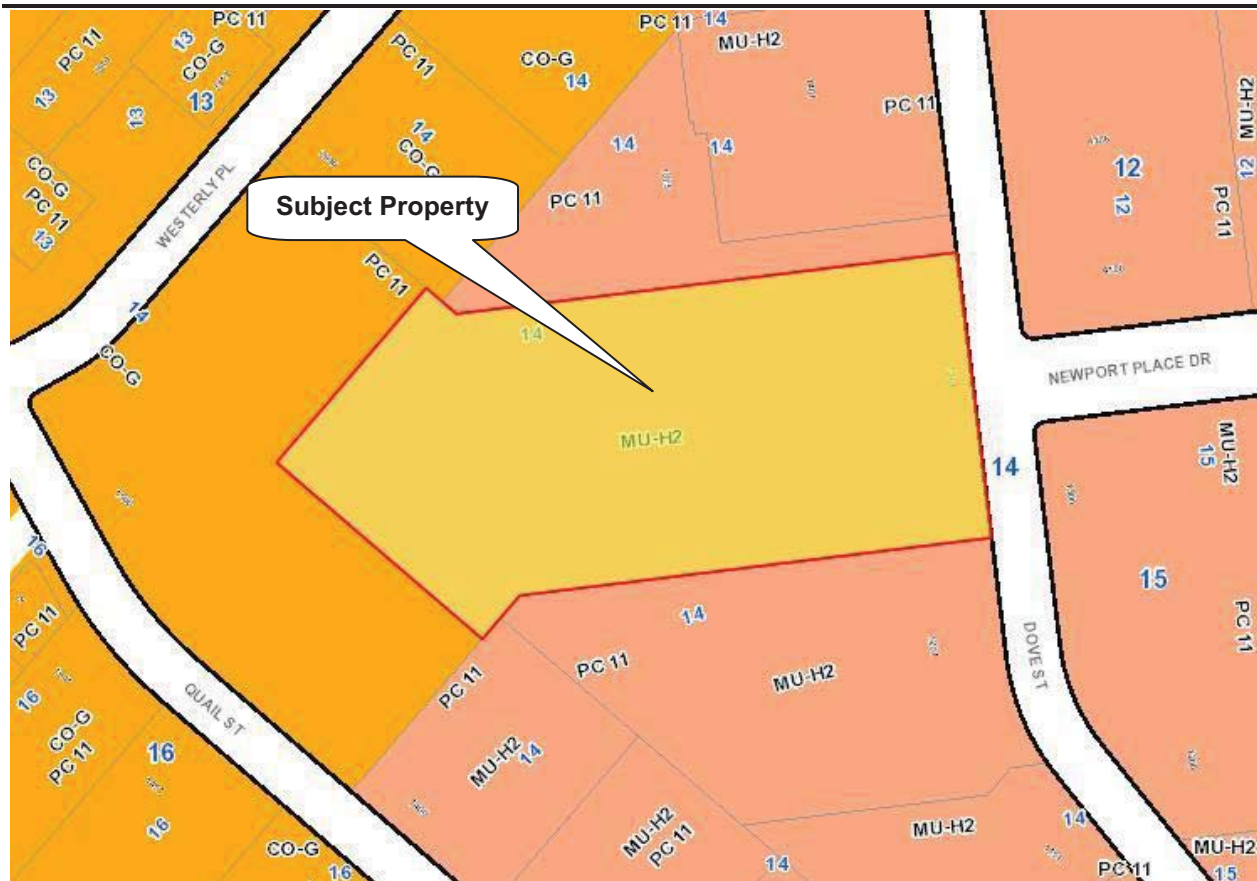 PC 11
PC 11
13
CO-G
13
13
13
PC 11
CO-G
14
PC 11
14
MU-H2
PC 11
14
CO-G
14
14
PC 11
12
12
MU-H2
12
PC 11
CO-G
PC 11
13
WESTERLY PL
Subject Property
PC 11
14
CO-G
14
MU-H2
NEWPORT PLACE DR
14
MU-H2
15
15
PC 11
16
PC 11
16
CO-G
PC 11
16
16
QUAIL ST
CO-G
16
PC 11
MU-H2
14
14
PC 11
MU-H2
DOVE ST
MU-H2
PC 11
14
MU-H2
14
PC 11
MU-H2
15